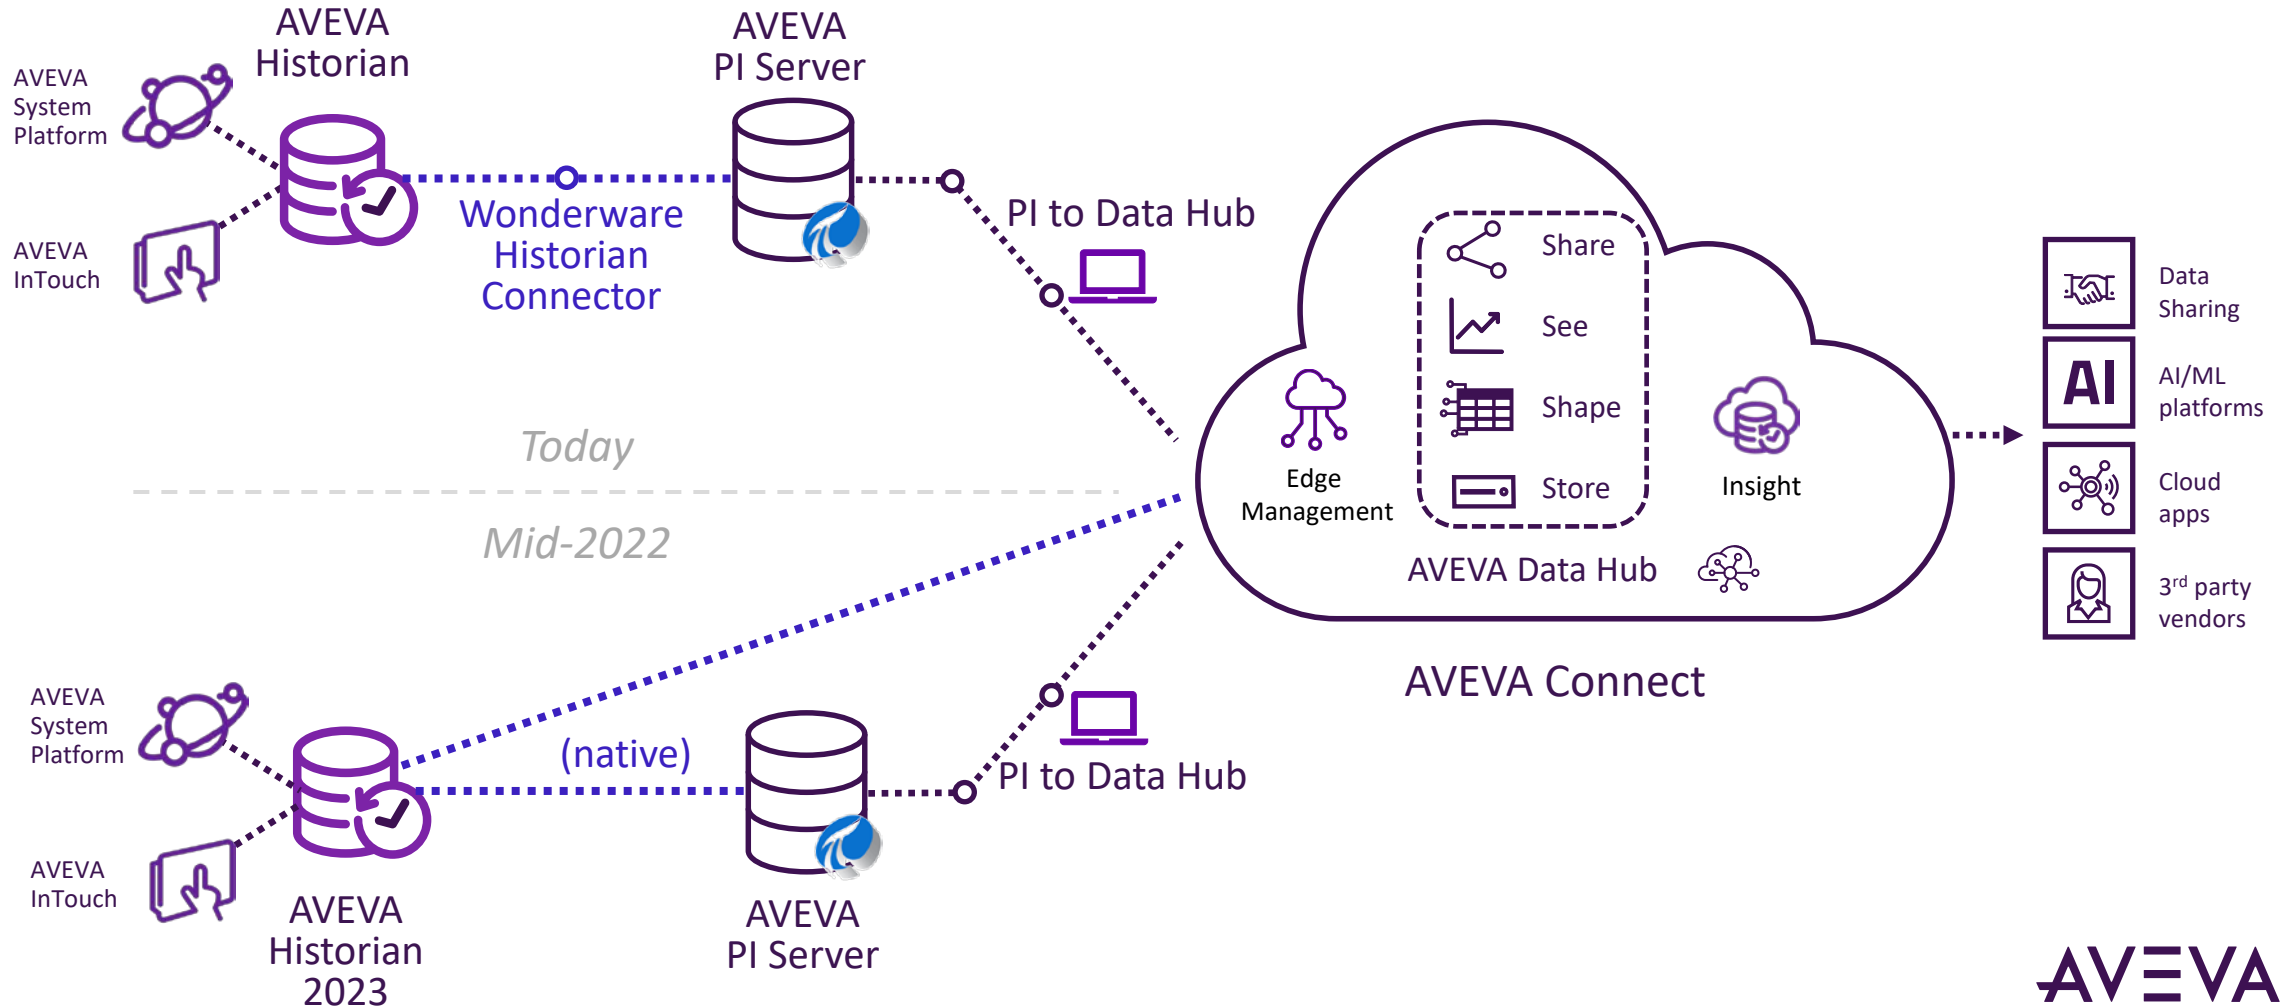 AVEVA
Historian
AVEVA
PI Server
AVEVA
System
Platform
AVEVA
InTouch
Wonderware
Historian
Connector
PI to Data Hub
Share
See
Shape
Store
Edge
Management
Insight
AVEVA Data Hub
AVEVA Connect
Data
Sharing
AI
AI/ML
platforms
Cloud
apps
3rd party
vendors
Today
Mid-2022
AVEVA
System
Platform
AVEVA
InTouch
(native)
PI to Data Hub
AVEVA
Historian
2023
AVEVA
PI Server
AVEVA